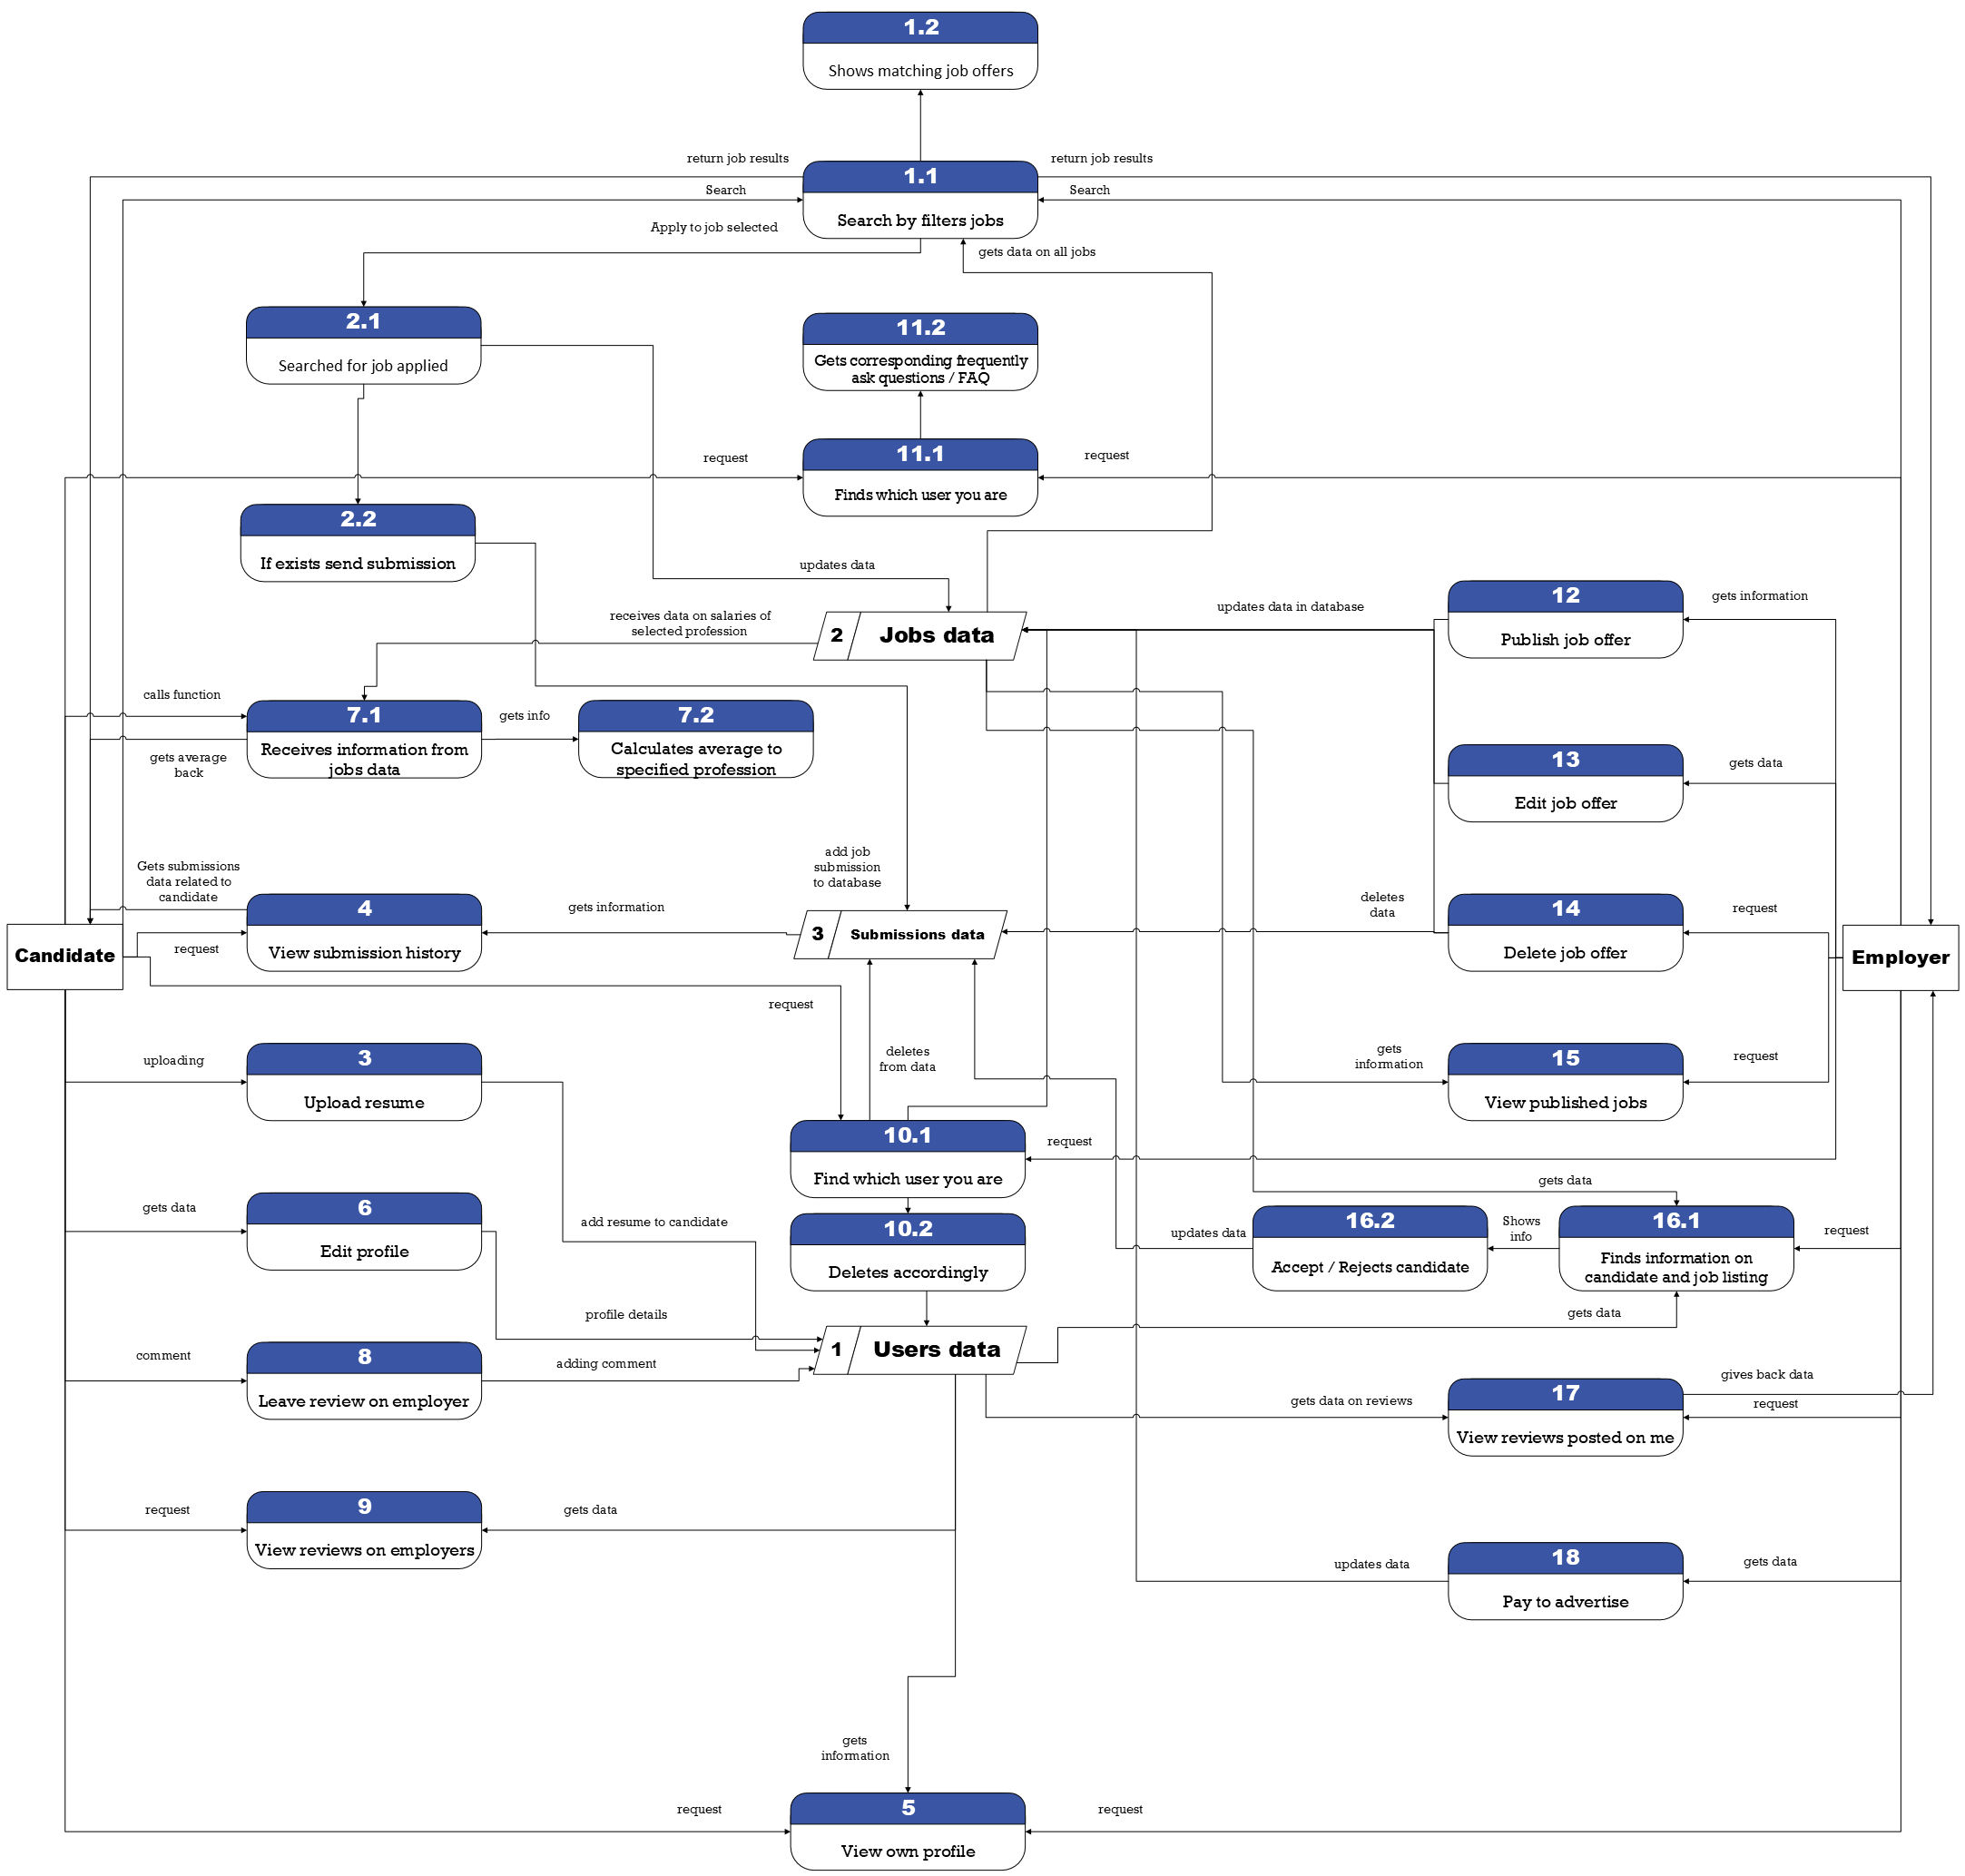 1.2
Shows matching job offers
return job results
return job results
1.1
Search
Search
Search by filters jobs
Apply to job selected
gets data on all jobs
2.1
Searched for job applied
11.2
Gets corresponding frequently
ask questions / FAQ
11.1
request
request
Finds which user you are
2.2
If exists send submission
updates data
12
gets information
updates data in database
Publish job offer
receives data on salaries of
selected profession
2
Jobs data
calls function
7.1
gets info
7.2
Receives information from
jobs data
Calculates average to
specified profession
gets average
back
13
gets data
Edit job offer
add job
submission
to database
Gets submissions
data related to
candidate
4
gets information
View submission history
request
3
Submissions data
deletes
data
14
request
Delete job offer
Candidate
Employer
request
uploading
3
Upload resume
deletes
from data
gets
information
15
request
View published jobs
10.1
request
Find which user you are
gets data
6
Edit profile
add resume to candidate
10.2
Deletes accordingly
gets data
updates data
16.2
Shows
info
16.1
request
Accept / Rejects candidate
Finds information on
candidate and job listing
profile details
gets data
1
Users data
comment
8
adding comment
Leave review on employer
gets data on reviews
17
gives back data
request
View reviews posted on me
request
9
gets data
View reviews on employers
updates data
18
gets data
Pay to advertise
gets
information
request
5
request
View own profile